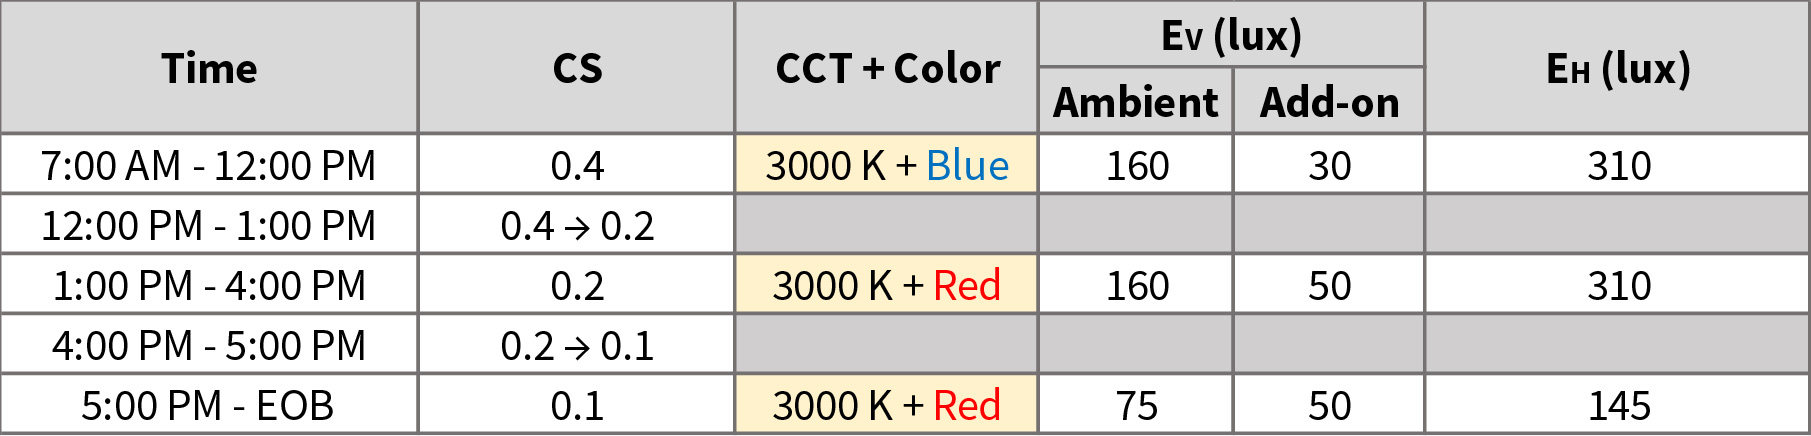 Time CS CCT + Color Ev (lux) EH (lux)
Ambient Add-on
7:00 AM - 12:00 PM 0.4 3000 K + Blue 160 30 310
12:00 PM - 1:00 PM 0.4 → 0.2
1:00 PM - 4:00 PM 0.2 3000 K + Red 160 50 310
4:00 PM - 5:00 PM 0.2 → 0.1
5:00 PM - EOB 0.1 3000 K + Red 75 50 145